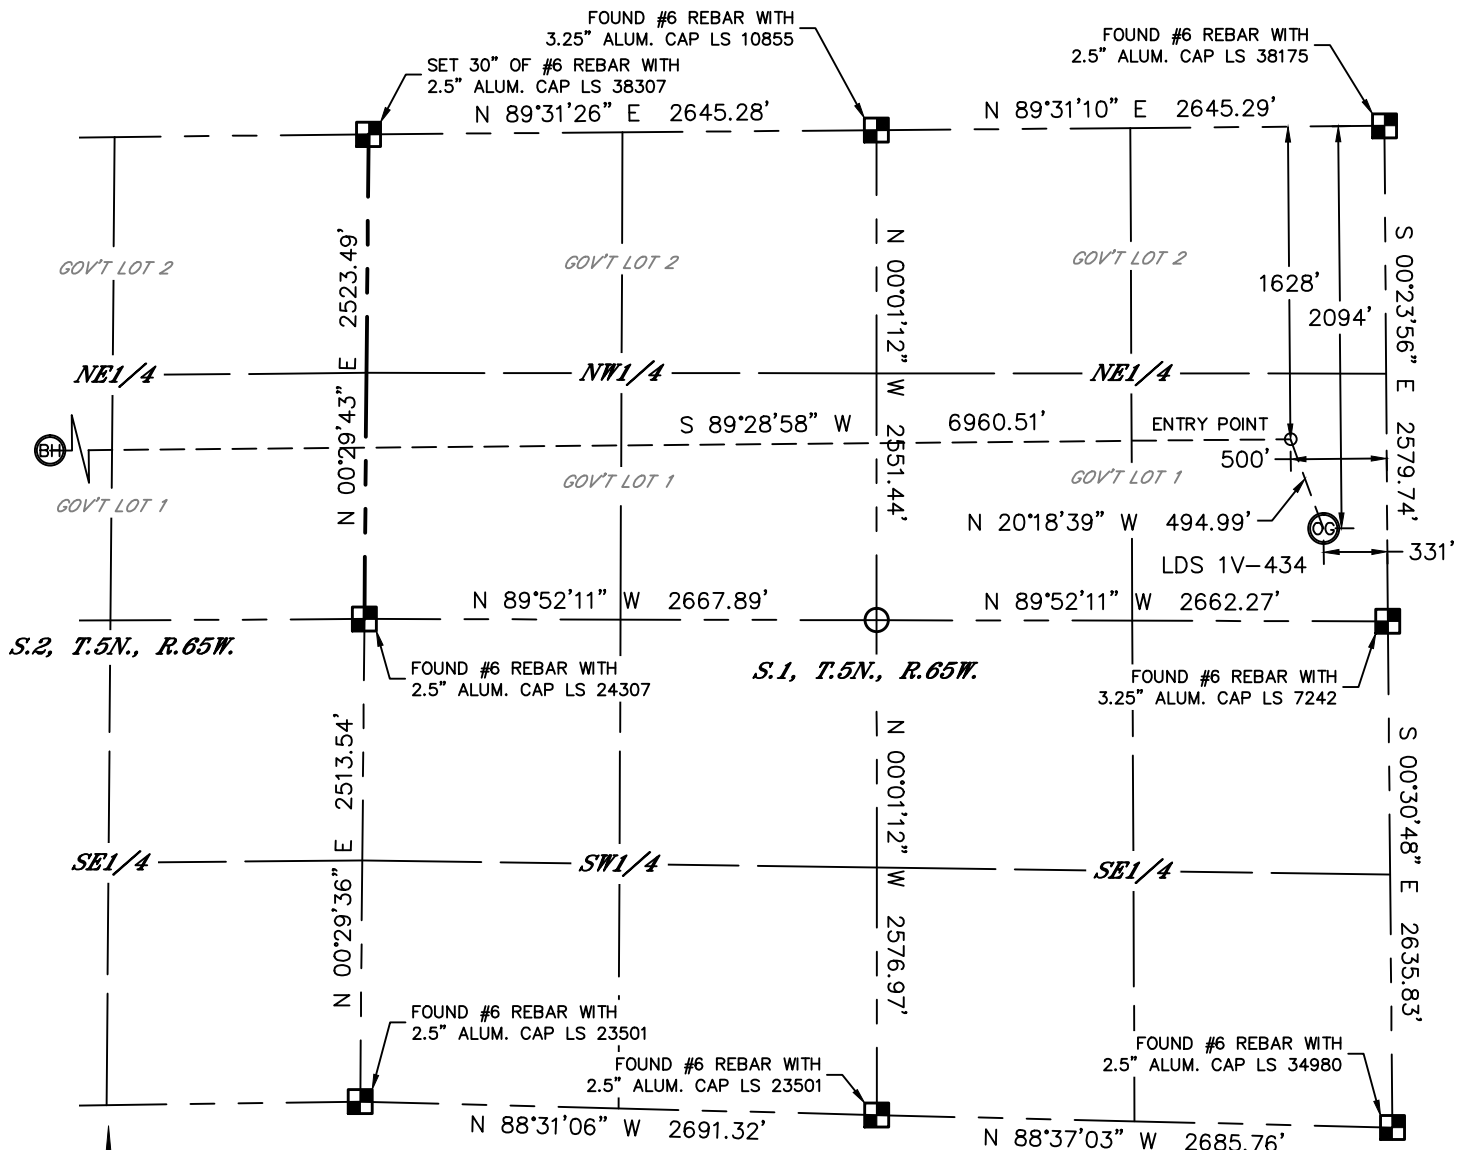 FOUND #6 REBAR WITH
3.25" ALUM. CAP LS 10855
FOUND #6 REBAR WITH
2.5" ALUM. CAP LS 38175
SET 30" OF #6 REBAR WITH
2.5" ALUM. CAP LS 38307
N 89°31'26" E 2645.28'
N 89°31'10" E 2645.29'
GOV'T LOT 2
GOV'T LOT 2
GOV'T LOT 2
N 00°29'43" E 2523.49'
N 00°01'12" W 2551.44'
S 00°23'56" E 2579.74'
1628'
2094'
NE1/4
NW1/4
NE1/4
S 89°28'58" W 6960.51'
ENTRY POINT
BH
500'
GOV'T LOT 1
GOV'T LOT 1
GOV'T LOT 1
N 20°18'39" W 494.99'
OG
331'
LDS 1V-434
N 89°52'11" W 2667.89'
N 89°52'11" W 2662.27'
S.2, T.5N., R.65W.
S.1, T.5N., R.65W.
FOUND #6 REBAR WITH
2.5" ALUM. CAP LS 24307
FOUND #6 REBAR WITH
3.25" ALUM. CAP LS 7242
N 00°29'36" E 2513.54'
N 00°01'12" W 2576.97'
S 00°30'48" E 2635.83'
SE1/4
SW1/4
SE1/4
FOUND #6 REBAR WITH
2.5" ALUM. CAP LS 23501
FOUND #6 REBAR WITH
2.5" ALUM. CAP LS 23501
FOUND #6 REBAR WITH
2.5" ALUM. CAP LS 34980
N 88°31'06" W 2691.32'
N 88°37'03" W 2685.76'